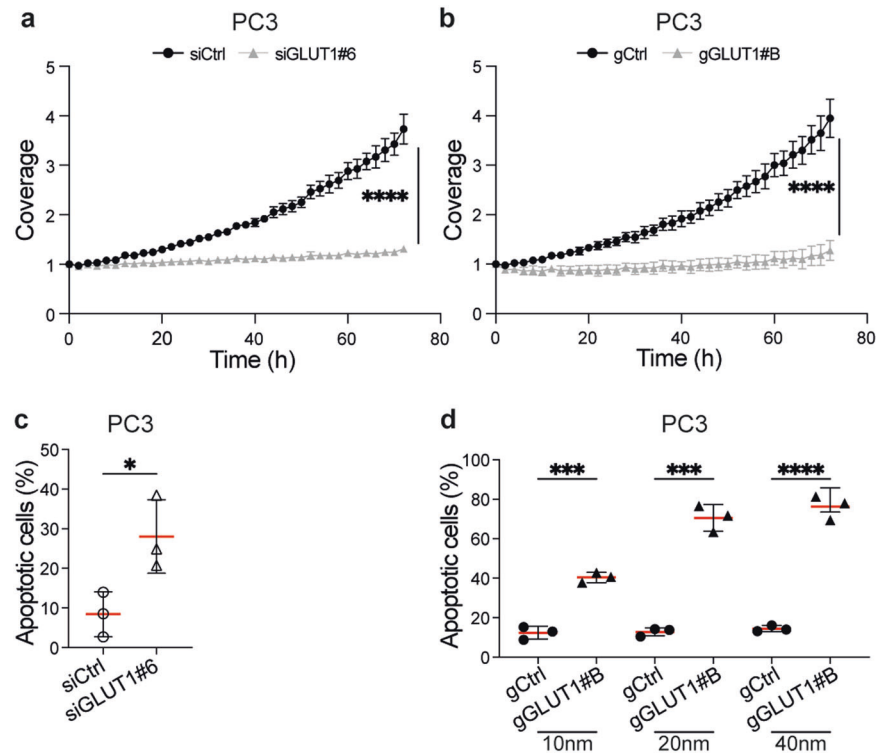 a
PC3
siCtrl siGLUT1#6
5
4
3
2
1
0
Coverage
****
0 20 40 60 80
Time (h)
b
PC3
gCtrl gGLUT1#B
5
4
3
2
1
0
Coverage
****
0 20 40 60 80
Time (h)
c
PC3
50
40
30
20
10
0
Apoptotic cells (%)
*
siCtrl
siGLUT1#6
d
PC3
100
80
60
40
20
0
Apoptotic cells (%)
*** *** ****
gCtrl gGLUT1#B gCtrl gGLUT1#B gCtrl gGLUT1#B
10nm 20nm 40nm